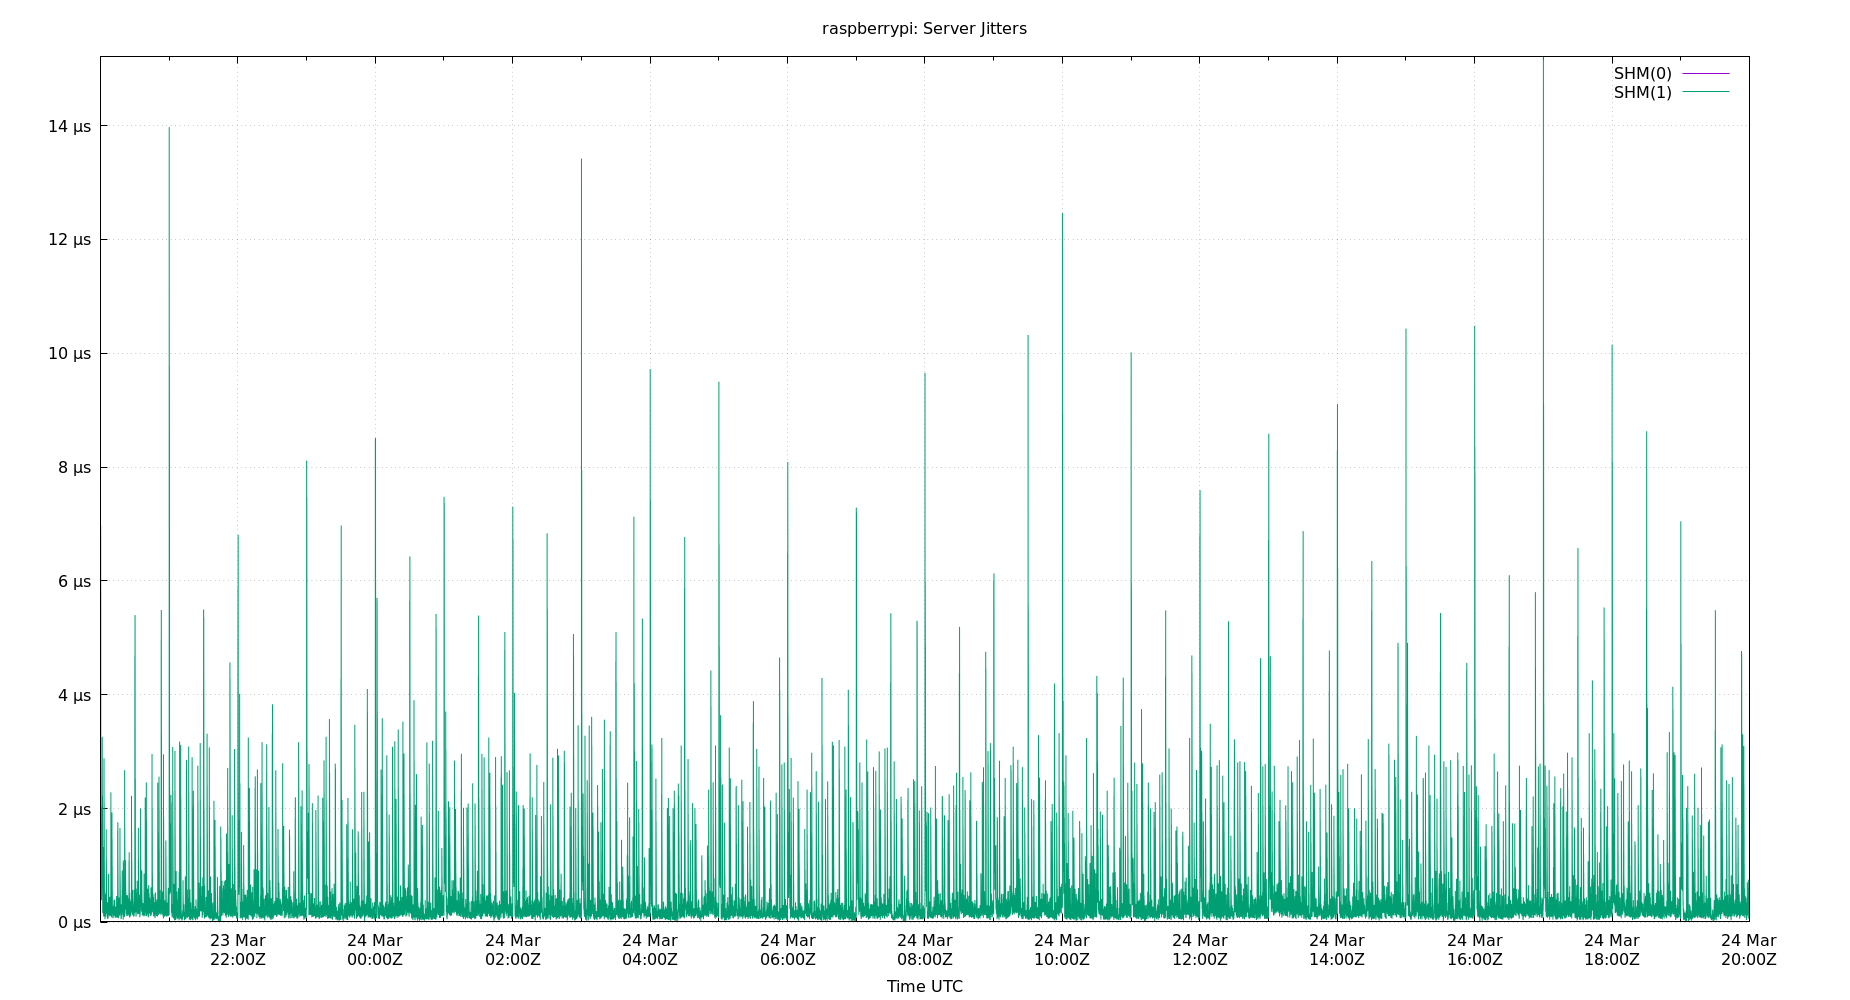 raspberrypi: Server Jitters
SHM(0)
SHM(1)
14 µs
12 µs
10 µs
8 µs
6 µs
4 µs
2 µs
0 µs
23 Mar 24 Mar 24 Mar 24 Mar 24 Mar 24 Mar 24 Mar 24 Mar 24 Mar 24 Mar 24 Mar 24 Mar
22:00Z 00:00Z 02:00Z 04:00Z 06:00Z 08:00Z 10:00Z 12:00Z 14:00Z 16:00Z 18:00Z 20:00Z
Time UTC